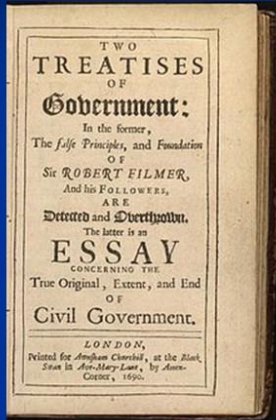 TWO
TREATISES
OF
Government:
In the former,
The false Principles, and Foundation
OF
Sir ROBERT FILMER,
And his FOLLOWERS,
ARE
Detected and Overthrown.
The latter is an
ESSAY
CONCERNING THE
True Original, Extent, and End
OF
Civil Government.
LONDON,
Printed for Awnsham Churchill, at the Black
Swan in Ave-Mary-Lane, by Amen-
Corner, 1690.